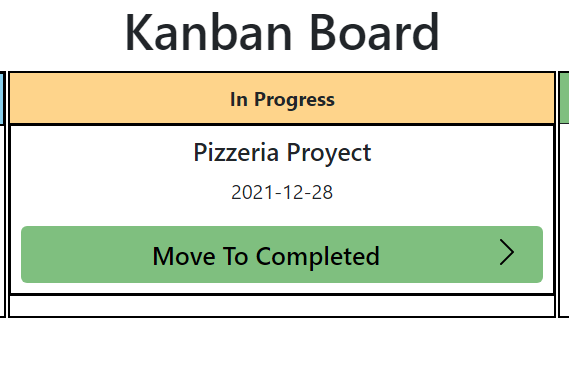 Kanban Board
In Progress
Pizzeria Proyect
2021-12-28
Move To Completed